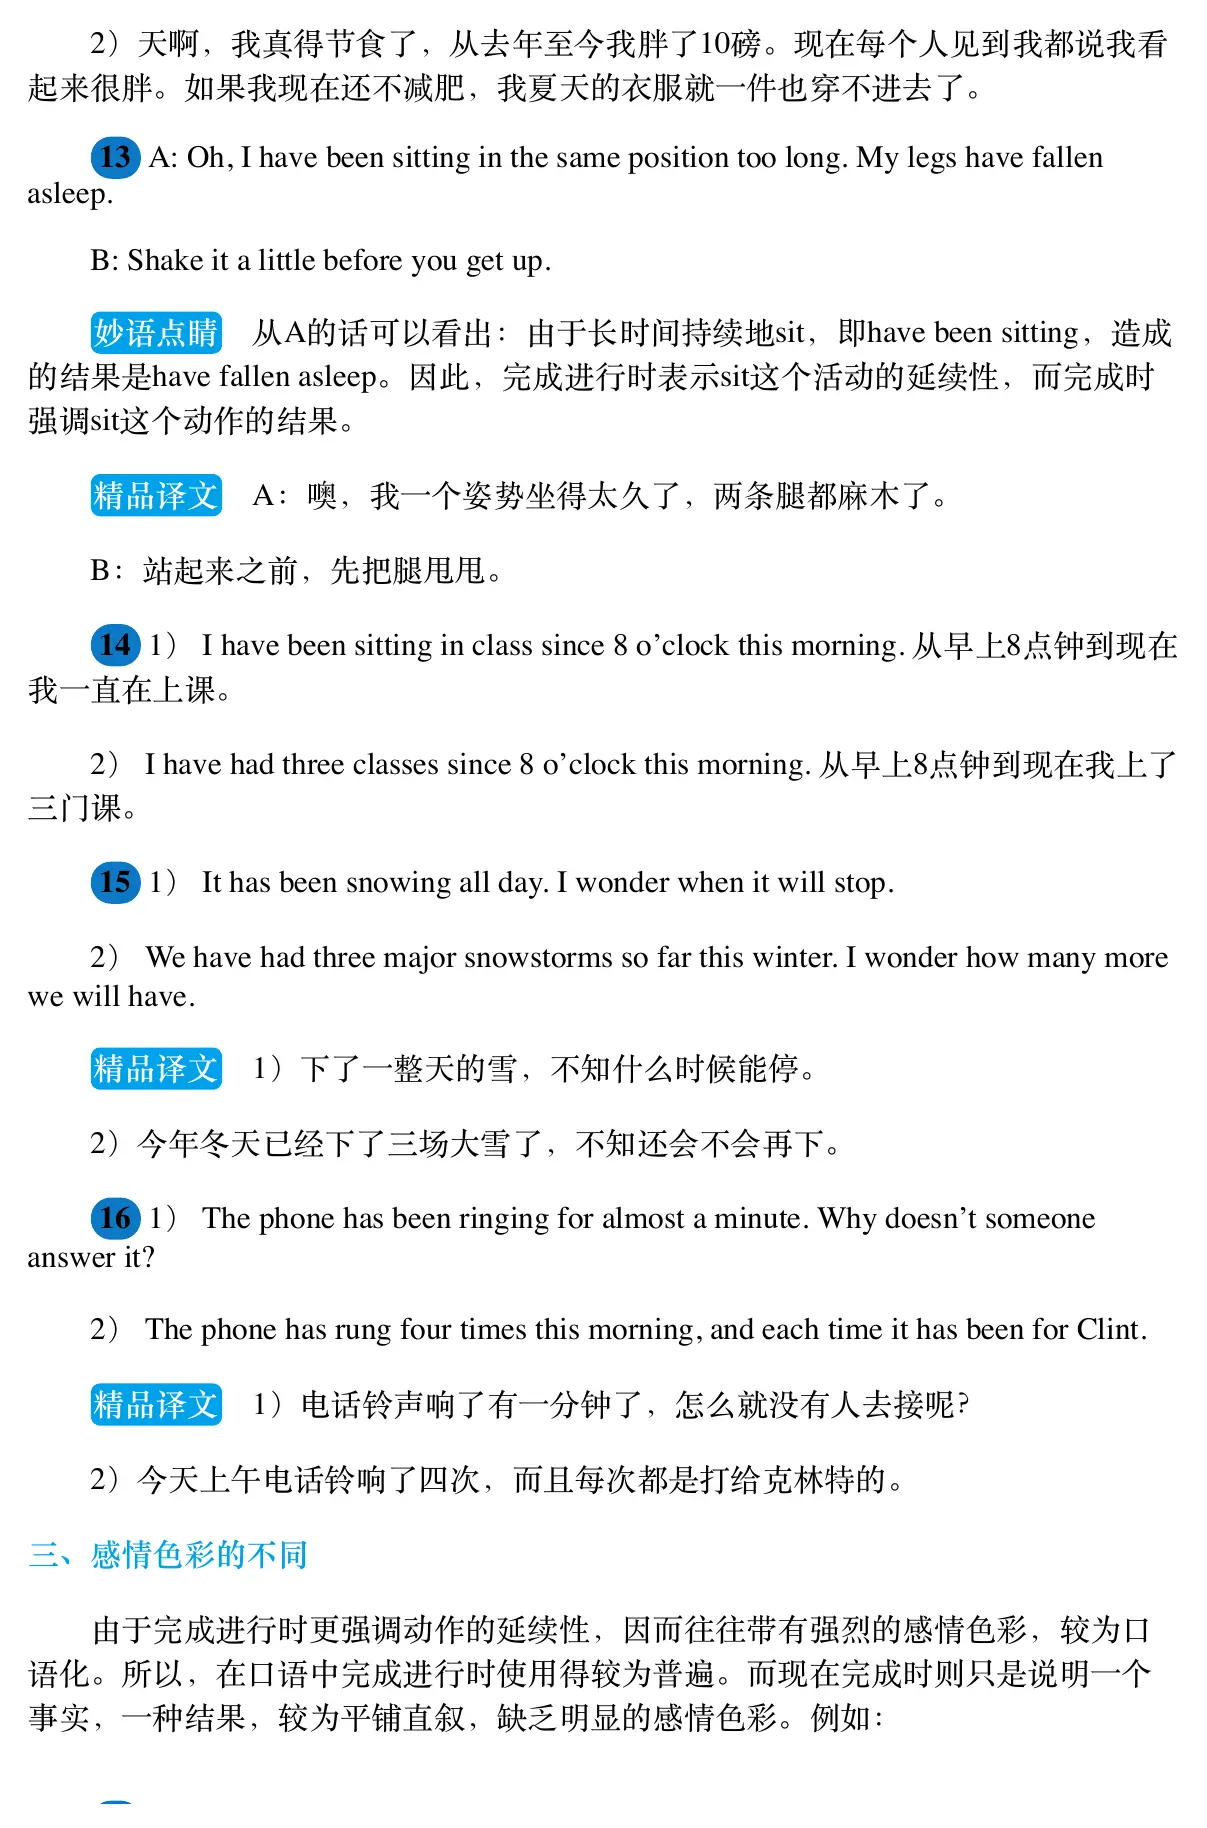 2）天啊，我真得节食了，从去年至今我胖了10磅。现在每个人见到我都说我看
起来很胖。如果我现在还不减肥，我夏天的衣服就一件也穿不进去了。
13 A: Oh, I have been sitting in the same position too long. My legs have fallen
asleep.
B: Shake it a little before you get up.
妙语点睛 从A的话可以看出：由于长时间持续地sit，即have been sitting，造成
的结果是have fallen asleep。因此，完成进行时表示sit这个活动的延续性，而完成时
强调sit这个动作的结果。
精品译文 A：噢，我一个姿势坐得太久了，两条腿都麻木了。
B：站起来之前，先把腿甩甩。
14 1） I have been sitting in class since 8 o’clock this morning. 从早上8点钟到现在
我一直在上课。
2） I have had three classes since 8 o’clock this morning. 从早上8点钟到现在我上了
三门课。
15 1） It has been snowing all day. I wonder when it will stop.
2） We have had three major snowstorms so far this winter. I wonder how many more
we will have.
精品译文 1）下了一整天的雪，不知什么时候能停。
2）今年冬天已经下了三场大雪了，不知还会不会再下。
16 1） The phone has been ringing for almost a minute. Why doesn’t someone
answer it?
2） The phone has rung four times this morning, and each time it has been for Clint.
精品译文 1）电话铃声响了有一分钟了，怎么就没有人去接呢？
2）今天上午电话铃响了四次，而且每次都是打给克林特的。
三、感情色彩的不同
由于完成进行时更强调动作的延续性，因而往往带有强烈的感情色彩，较为口
语化。所以，在口语中完成进行时使用得较为普遍。而现在完成时则只是说明一个
事实，一种结果，较为平铺直叙，缺乏明显的感情色彩。例如：